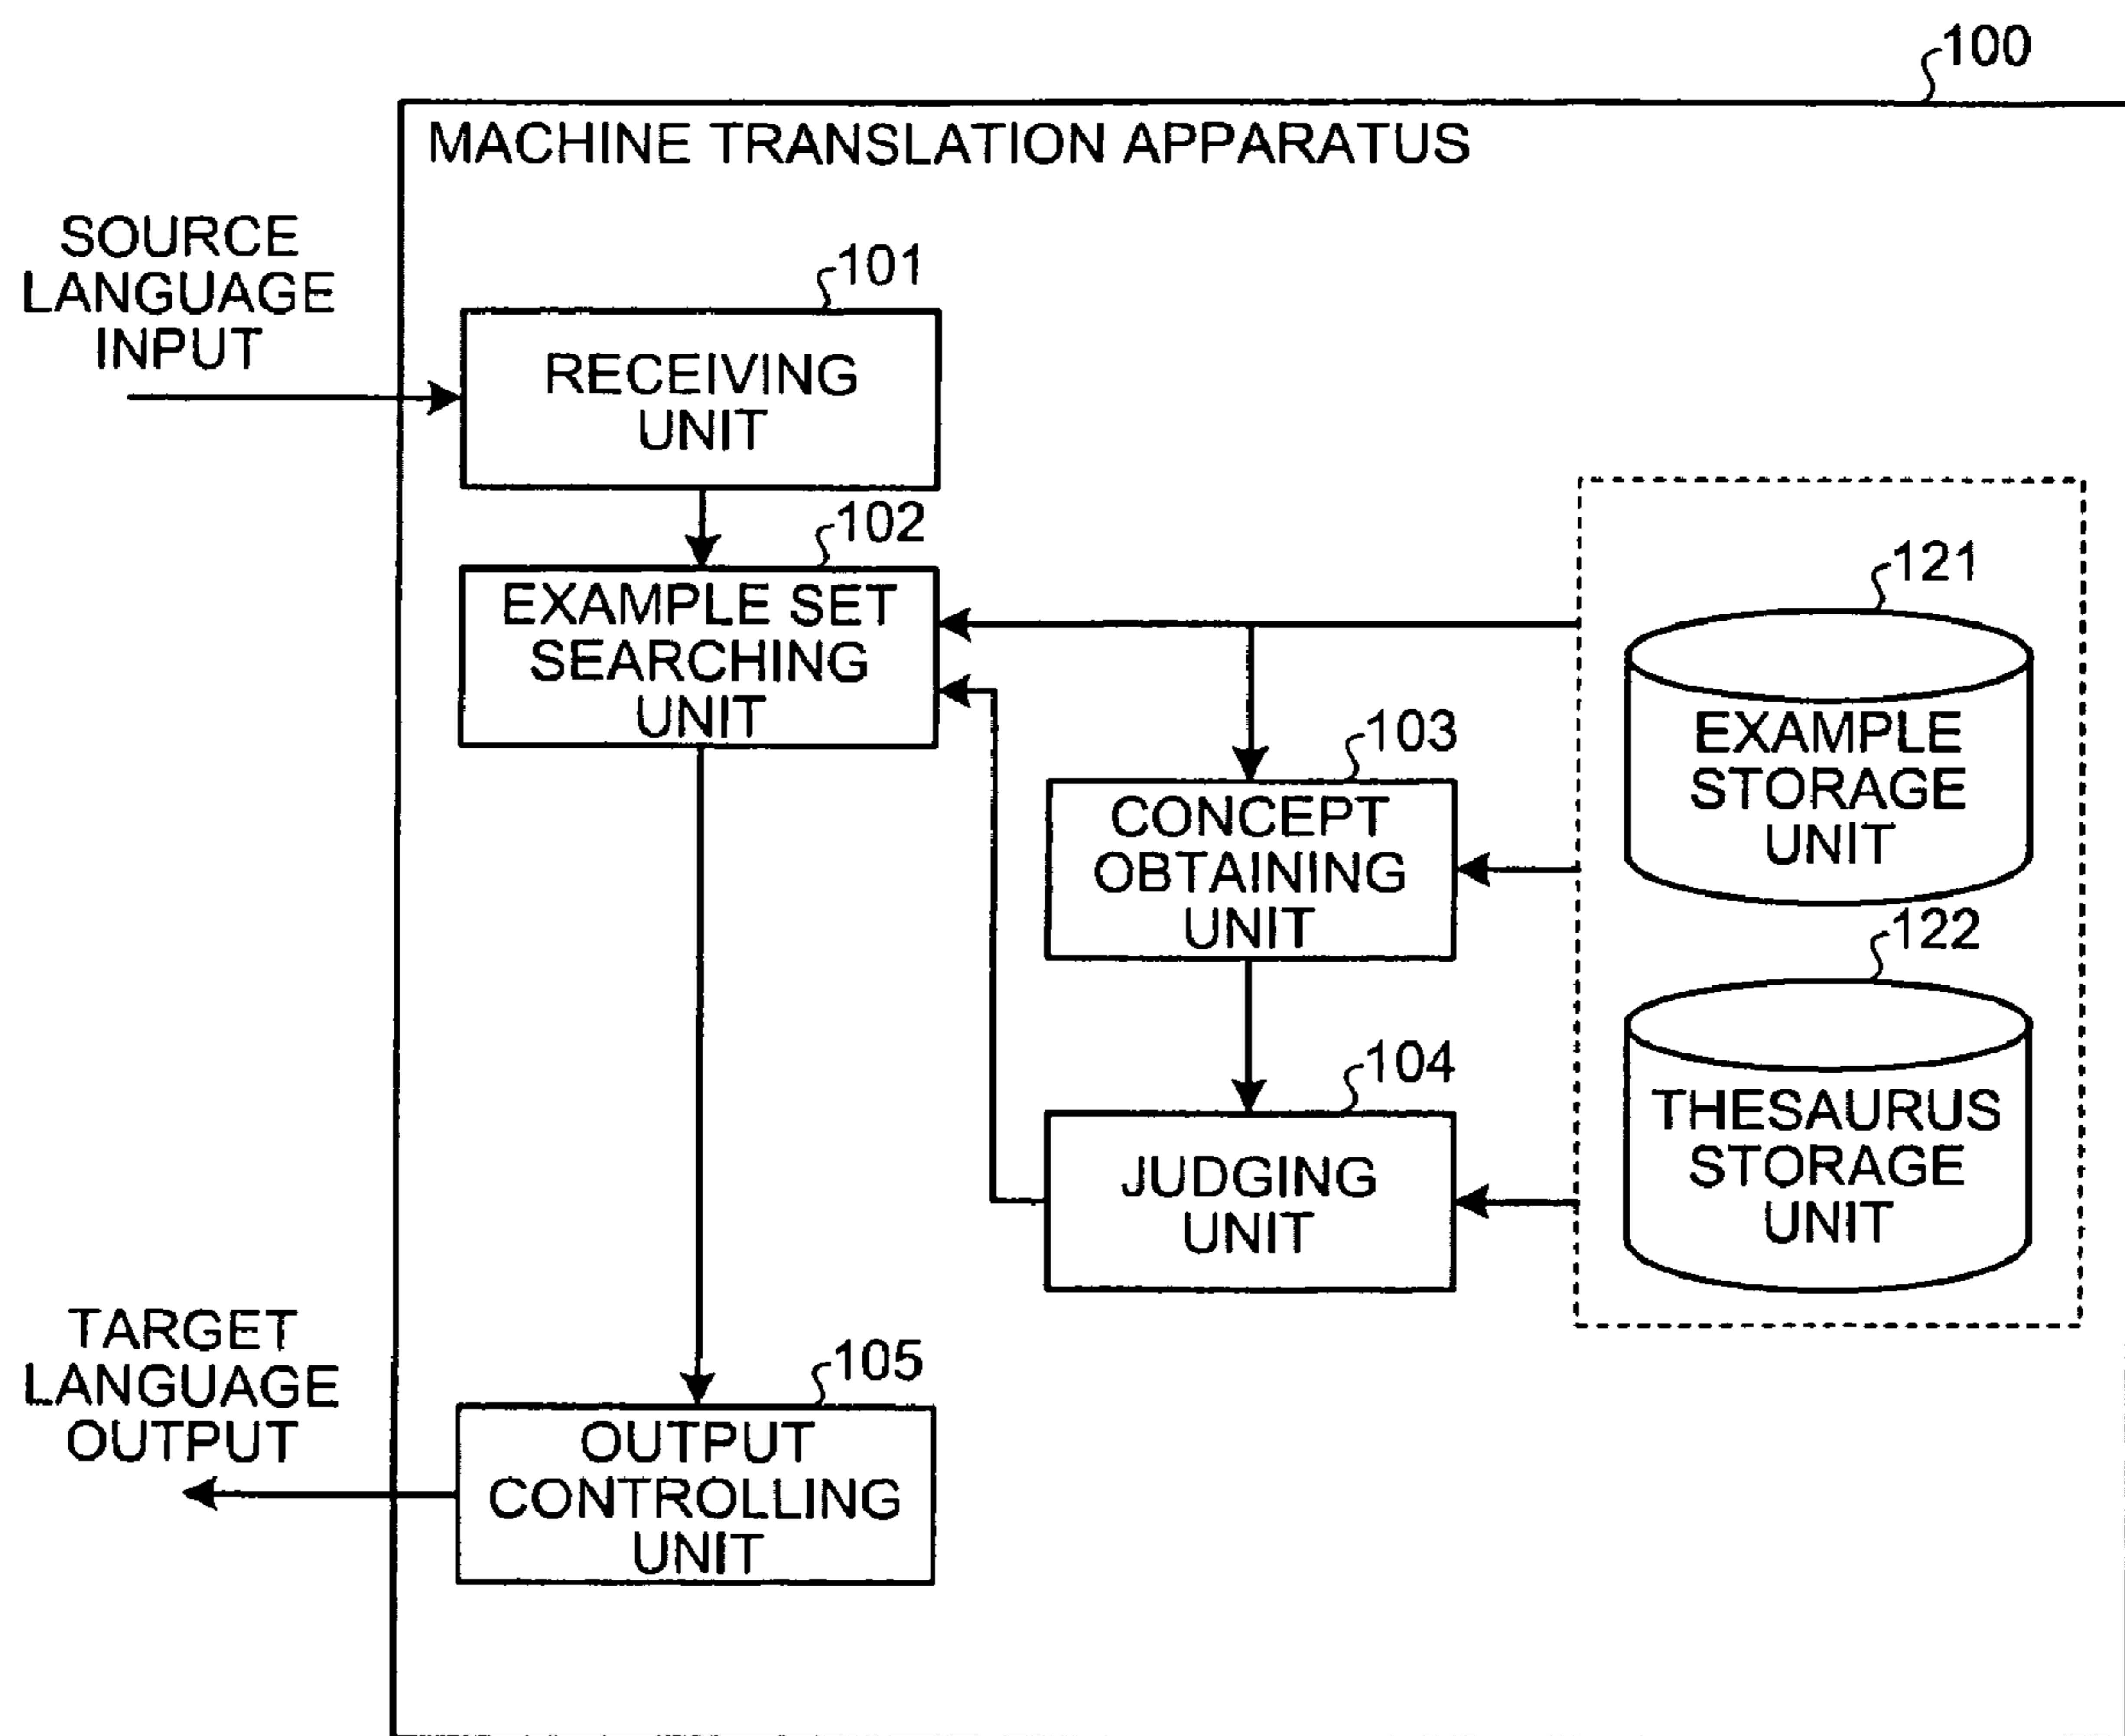 100
MACHINE TRANSLATION APPARATUS
SOURCE
LANGUAGE
INPUT
101
RECEIVING
UNIT
102
EXAMPLE SET
SEARCHING
UNIT
121
EXAMPLE
STORAGE
UNIT
103
CONCEPT
OBTAINING
UNIT
122
THESAURUS
STORAGE
UNIT
104
JUDGING
UNIT
TARGET
LANGUAGE
OUTPUT
105
OUTPUT
CONTROLLING
UNIT